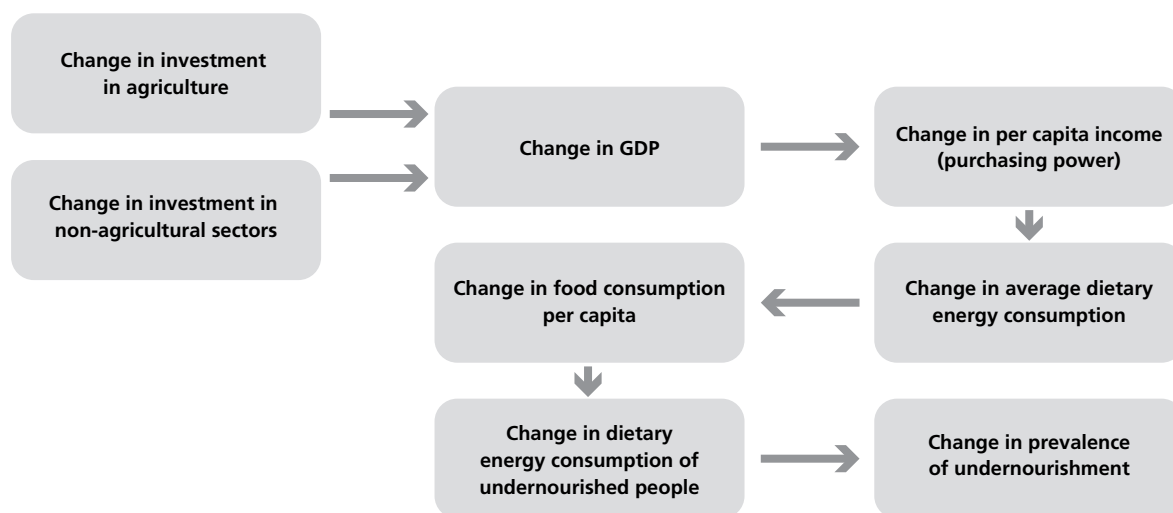 Change in investment
in agriculture
Change in investment in
non-agricultural sectors
Change in GDP
Change in per capita income
(purchasing power)
Change in average dietary
energy consumption
Change in food consumption
per capita
Change in dietary
energy consumption of
undernourished people
Change in prevalence
of undernourishment